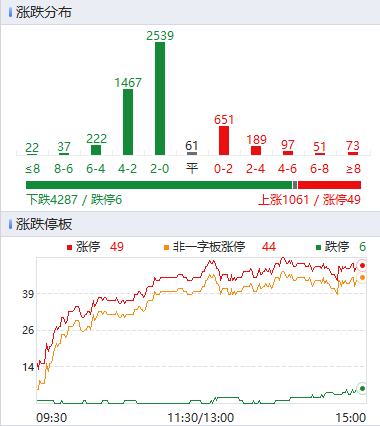 涨跌分布
22 37 222 1467 2539 61 651 189 97 51 73
≤8 8-6 6-4 4-2 2-0 平 0-2 2-4 4-6 6-8 ≥8
下跌4287 / 跌停6 上涨1061 / 涨停49
涨跌停板
涨停 49 非一字板涨停 44 跌停 6
39
26
14
09:30 11:30/13:00 15:00